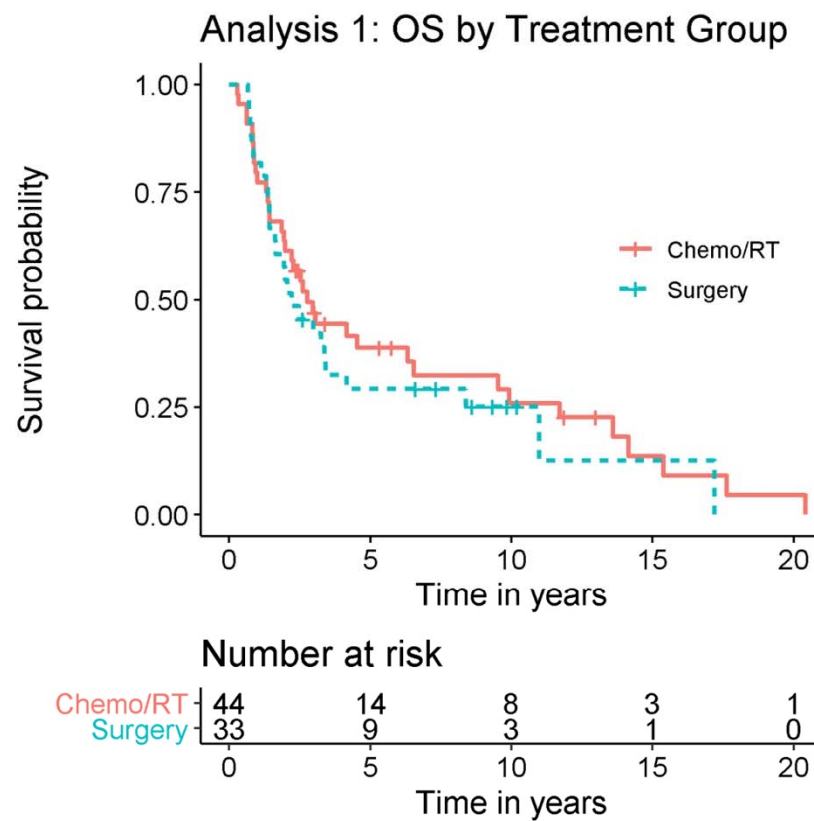 Analysis 1: OS by Treatment Group
Survival probability
1.00
0.75
0.50
0.25
0.00
Chemo/RT
Surgery
0 5 10 15 20
Time in years
Number at risk
Chemo/RT 44 14 8 3 1
Surgery 33 9 3 1 0
0 5 10 15 20
Time in years